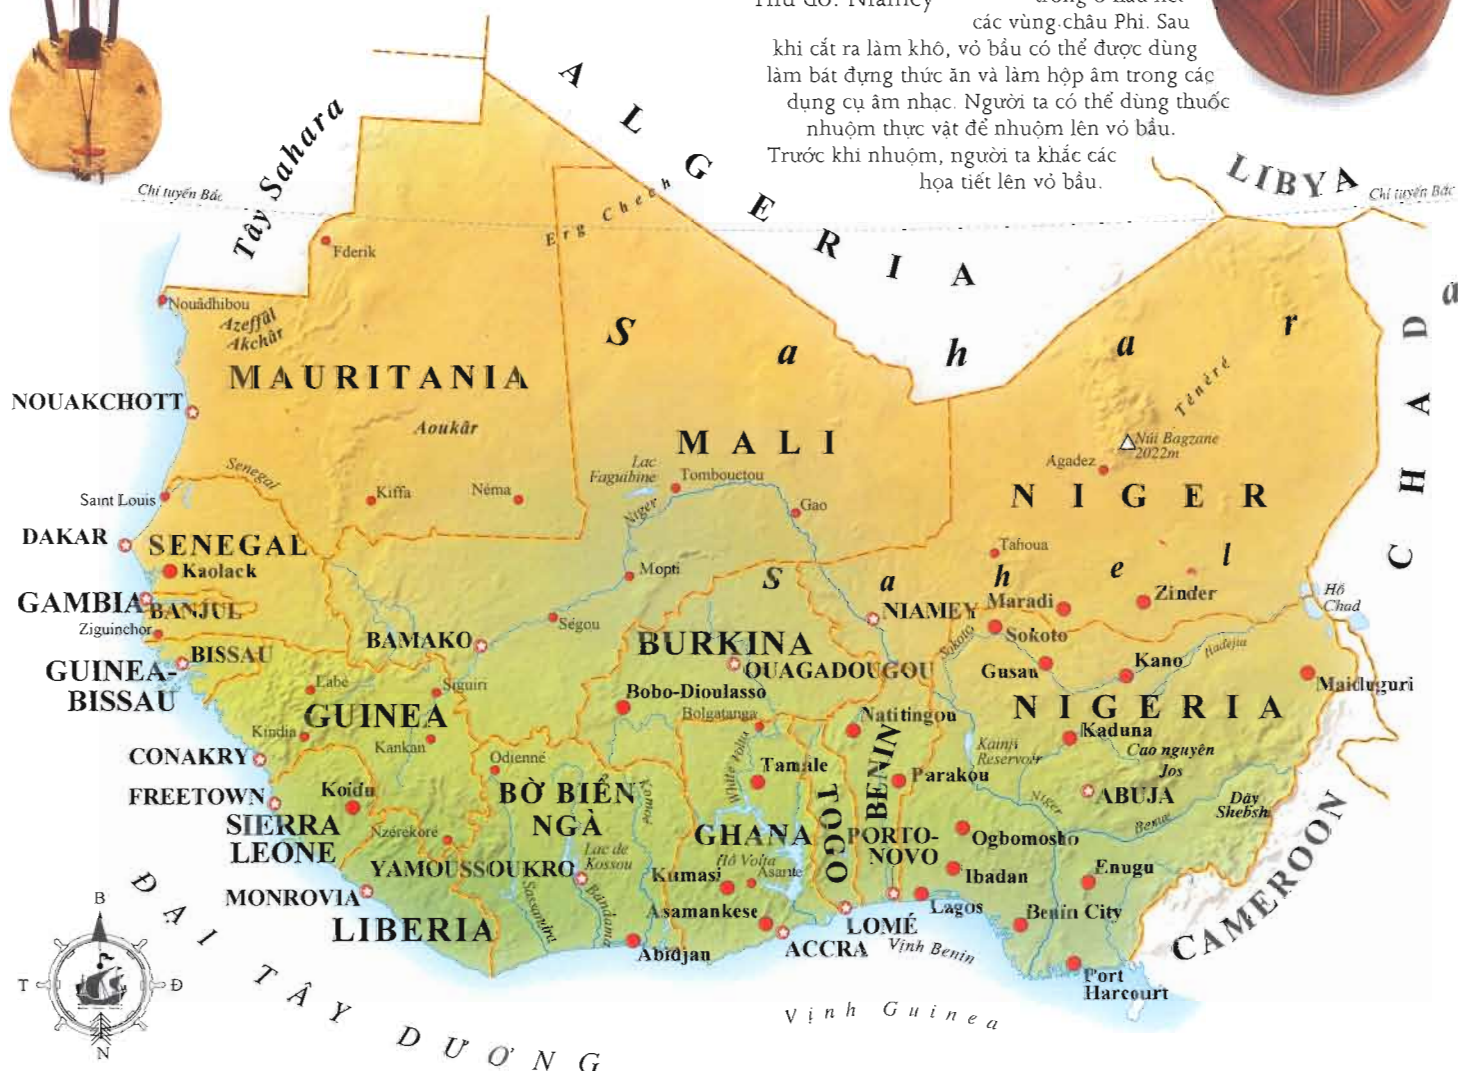 Thủ đô: Niamey
các vùng châu Phi. Sau
khi cắt ra làm khô, vỏ bầu có thể được dùng
làm bát đựng thức ăn và làm hộp âm trong các
dụng cụ âm nhạc. Người ta có thể dùng thuốc
nhuộm thực vật để nhuộm lên vỏ bầu.
Trước khi nhuộm, người ta khắc các
họa tiết lên vỏ bầu.
ALGERIA
LIBYA
Tây Sahara
Chí tuyến Bắc
Chí tuyến Bắc
Erg Chech
Fderik
Nouâdhibou
Azeffâl
Akchâr
Sahar
a
CHAD
MAURITANIA
NOUAKCHOTT
Aoukâr
MALI
Ténéré
Núi Bagzane
2022m
Agadez
Lac
Faguibine
Tombouctou
Senegal
Saint Louis
Kiffa
Néma
Niger
Gao
NIGER
DAKAR
SENEGAL
Kaolack
Tahoua
Mopti
Sahel
GAMBIA
BANJUL
Ziguinchor
NIAMEY
Maradi
Zinder
Hồ
Chad
Ségou
BAMAKO
BURKINA
OUAGADOUGOU
Sokoto
Sokoto
Gusau
Kano
Hadejia
Maiduguri
BISSAU
GUINEA-
BISSAU
Labé
Siguiri
GUINEA
Bobo-Dioulasso
Bolgatanga
Natitingou
NIGERIA
Kindia
Kankan
Kaduna
Kainji
Reservoir
Cao nguyên
Jos
CONAKRY
Odienné
White Volta
Tamale
BENIN
Parakou
ABUJA
FREETOWN
Koidu
BỜ BIỂN
NGÀ
Komoé
Niger
Benue
Dãy
Shebsh
SIERRA
LEONE
Nzérékoré
GHANA
TOGO
PORTO-
NOVO
Ogbomosho
YAMOUSSOUKRO
Lac de
Kossou
Hồ Volta
Kumasi
Asante
Ibadan
Enugu
CAMEROON
MONROVIA
LIBERIA
Sassandra
Bandama
Asamankese
LOMÉ
Lagos
Benin City
Abidjan
ACCRA
Vịnh Benin
Port
Harcourt
Vịnh Guinea
ĐẠI TÂY DƯƠNG
B
T
Đ
N